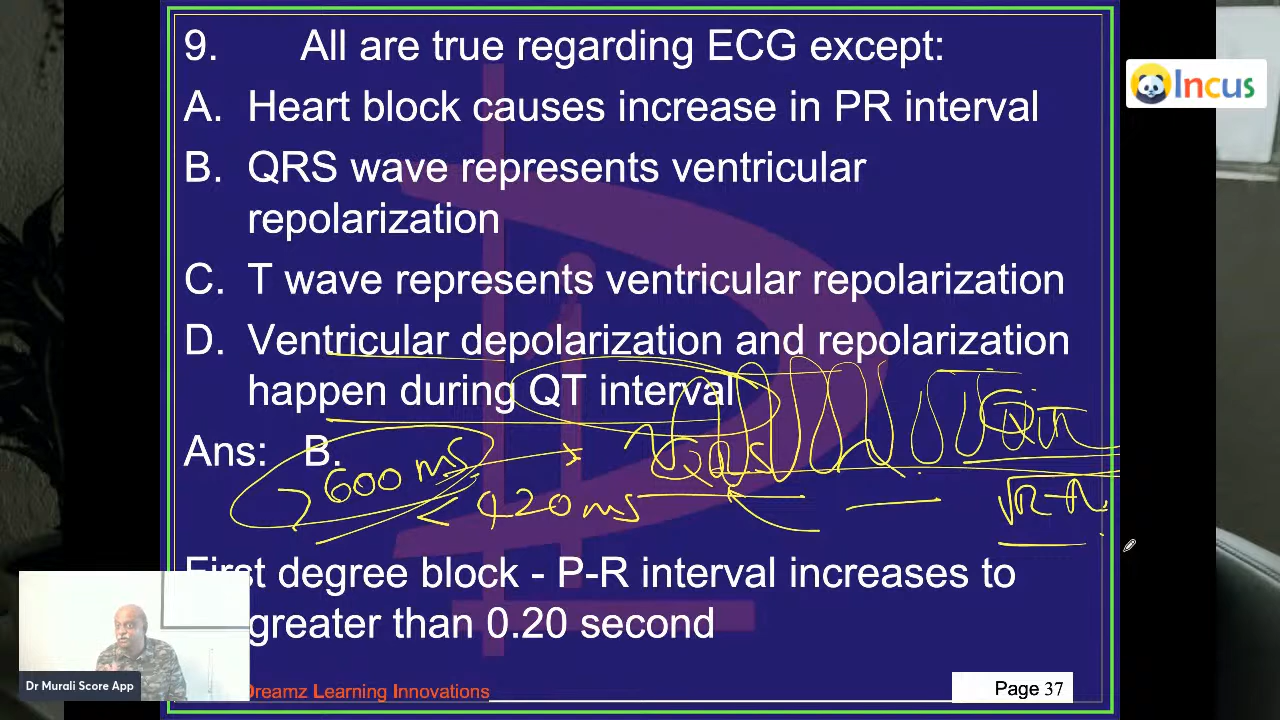 9. All are true regarding ECG except:
Incus
A. Heart block causes increase in PR interval
B. QRS wave represents ventricular
repolarization
C. T wave represents ventricular repolarization
D. Ventricular depolarization and repolarization
happen during QT interval
Ans: B.
600 ms
QRS
< 420 ms
First degree block - P-R interval increases to
greater than 0.20 second
Dr Murali Score App
Dreamz Learning Innovations
Page 37